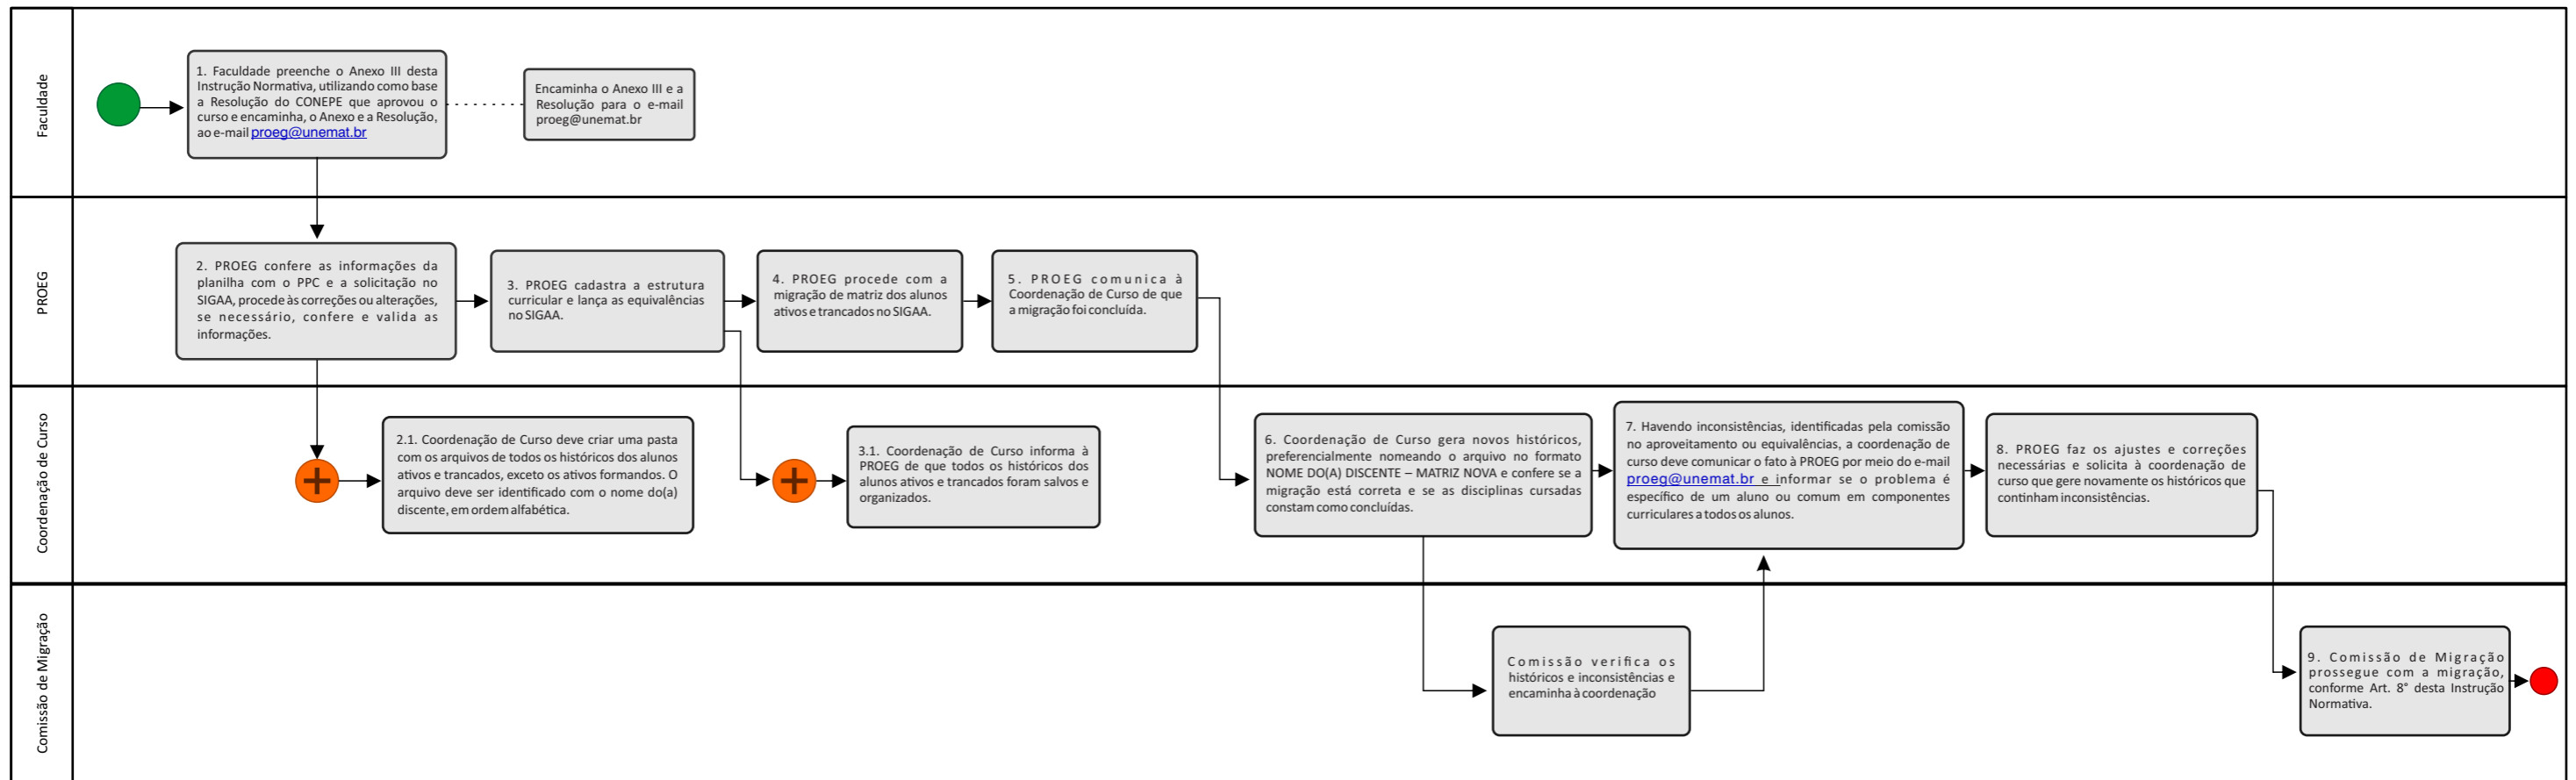 Faculdade
1. Faculdade preenche o Anexo III desta
Instrução Normativa, utilizando como base
a Resolução do CONEPE que aprovou o
curso e encaminha, o Anexo e a Resolução,
ao e-mail proeg@unemat.br
Encaminha o Anexo III e a
Resolução para o e-mail
proeg@unemat.br
PROEG
2. PROEG confere as informações da
planilha com o PPC e a solicitação no
SIGAA, procede às correções ou alterações,
se necessário, confere e valida as
informações.
3. PROEG cadastra a estrutura
curricular e lança as equivalências
no SIGAA.
4. PROEG procede com a
migração de matriz dos alunos
ativos e trancados no SIGAA.
5. PROEG comunica à
Coordenação de Curso de que
a migração foi concluída.
Coordenação de Curso
2.1. Coordenação de Curso deve criar uma pasta
com os arquivos de todos os históricos dos alunos
ativos e trancados, exceto os ativos formandos. O
arquivo deve ser identificado com o nome do(a)
discente, em ordem alfabética.
3.1. Coordenação de Curso informa à
PROEG de que todos os históricos dos
alunos ativos e trancados foram salvos e
organizados.
6. Coordenação de Curso gera novos históricos,
preferencialmente nomeando o arquivo no formato
NOME DO(A) DISCENTE – MATRIZ NOVA e confere se a
migração está correta e se as disciplinas cursadas
constam como concluídas.
7. Havendo inconsistências, identificadas pela comissão
no aproveitamento ou equivalências, a coordenação de
curso deve comunicar o fato à PROEG por meio do e-mail
proeg@unemat.br e informar se o problema é
específico de um aluno ou comum em componentes
curriculares a todos os alunos.
8. PROEG faz os ajustes e correções
necessárias e solicita à coordenação de
curso que gere novamente os históricos que
continham inconsistências.
Comissão de Migração
Comissão verifica os
históricos e inconsistências e
encaminha à coordenação
9. Comissão de Migração
prossegue com a migração,
conforme Art. 8° desta Instrução
Normativa.